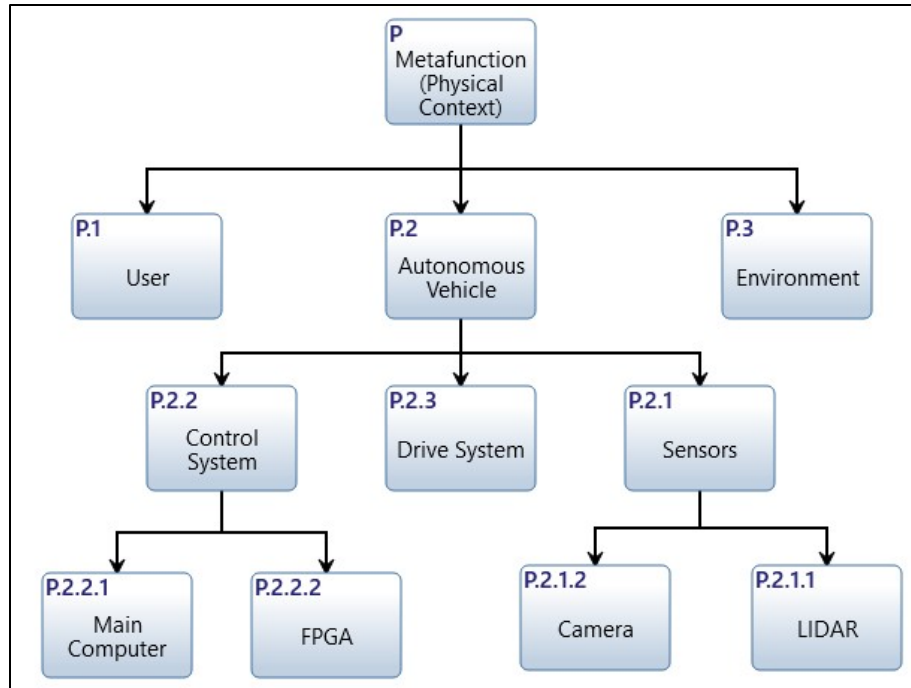 P
Metafunction
(Physical
Context)
P.1
User
P.2
Autonomous
Vehicle
P.3
Environment
P.2.2
Control
System
P.2.3
Drive System
P.2.1
Sensors
P.2.2.1
Main
Computer
P.2.2.2
FPGA
P.2.1.2
Camera
P.2.1.1
LIDAR